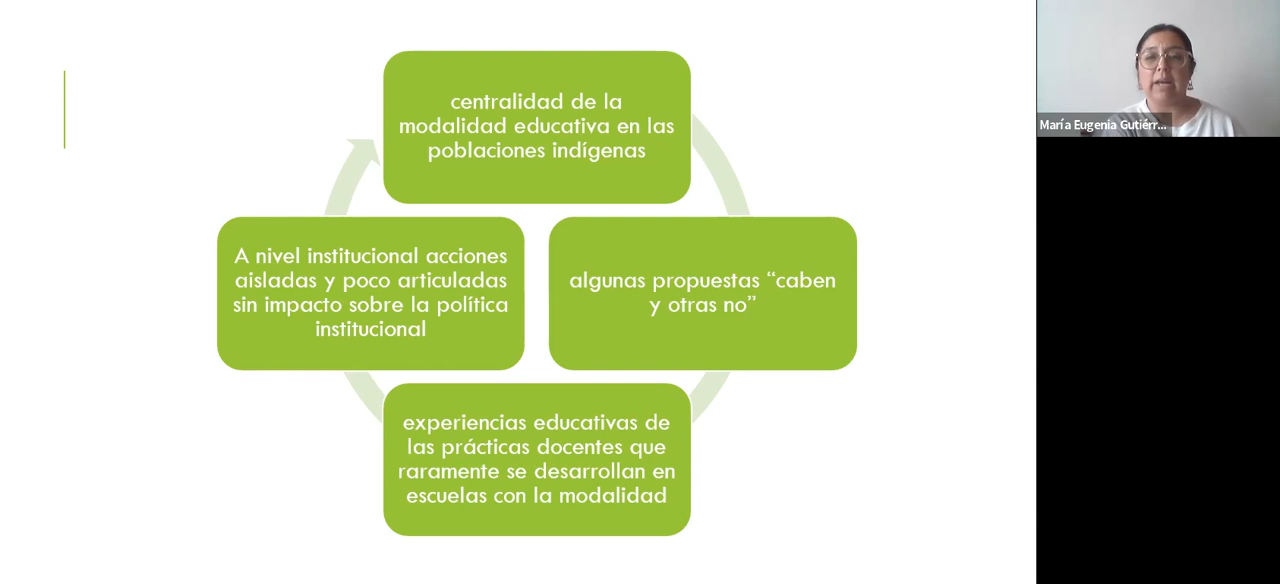 centralidad de la
modalidad educativa en las
poblaciones indígenas
A nivel institucional acciones
aisladas y poco articuladas
sin impacto sobre la política
institucional
algunas propuestas “caben
y otras no”
experiencias educativas de
las prácticas docentes que
raramente se desarrollan en
escuelas con la modalidad
María Eugenia Gutiérr...